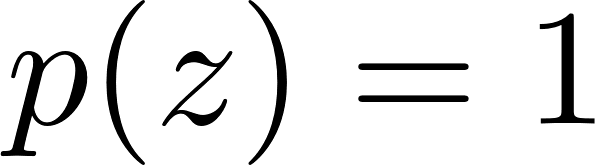 p(z) = 1